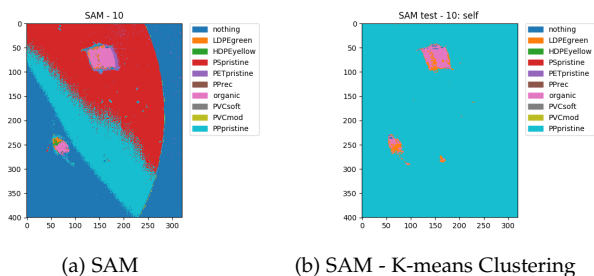 SAM - 10
0
50
100
150
200
250
300
350
400
0 50 100 150 200 250 300
nothing
LDPEgreen
HDPEyellow
PSpristine
PETpristine
PPrec
organic
PVCsoft
PVCmod
PPpristine
(a) SAM
SAM test - 10: self
0
50
100
150
200
250
300
350
400
0 50 100 150 200 250 300
nothing
LDPEgreen
HDPEyellow
PSpristine
PETpristine
PPrec
organic
PVCsoft
PVCmod
PPpristine
(b) SAM - K-means Clustering